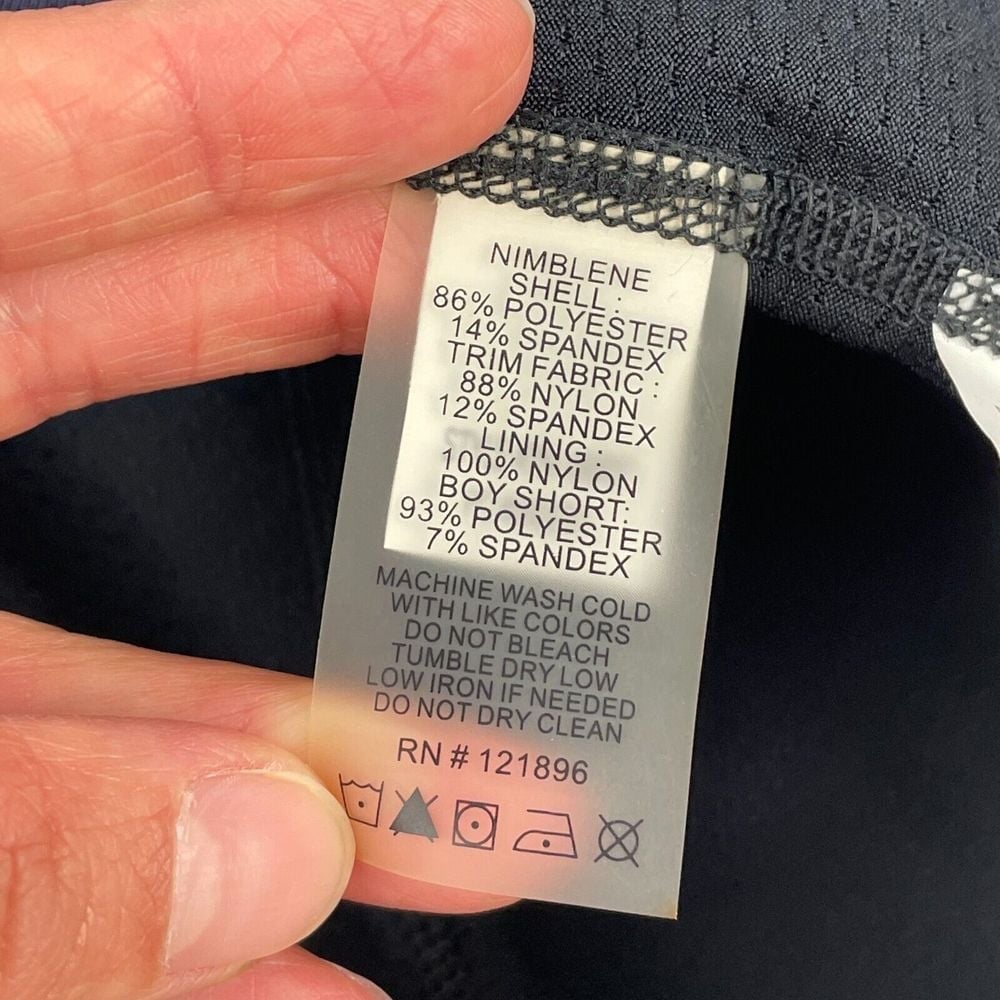 NIMBLENE
SHELL :
86% POLYESTER
14% SPANDEX
TRIM FABRIC :
88% NYLON
12% SPANDEX
LINING :
100% NYLON
BOY SHORT:
93% POLYESTER
7% SPANDEX
MACHINE WASH COLD
WITH LIKE COLORS
DO NOT BLEACH
TUMBLE DRY LOW
LOW IRON IF NEEDED
DO NOT DRY CLEAN
RN # 121896